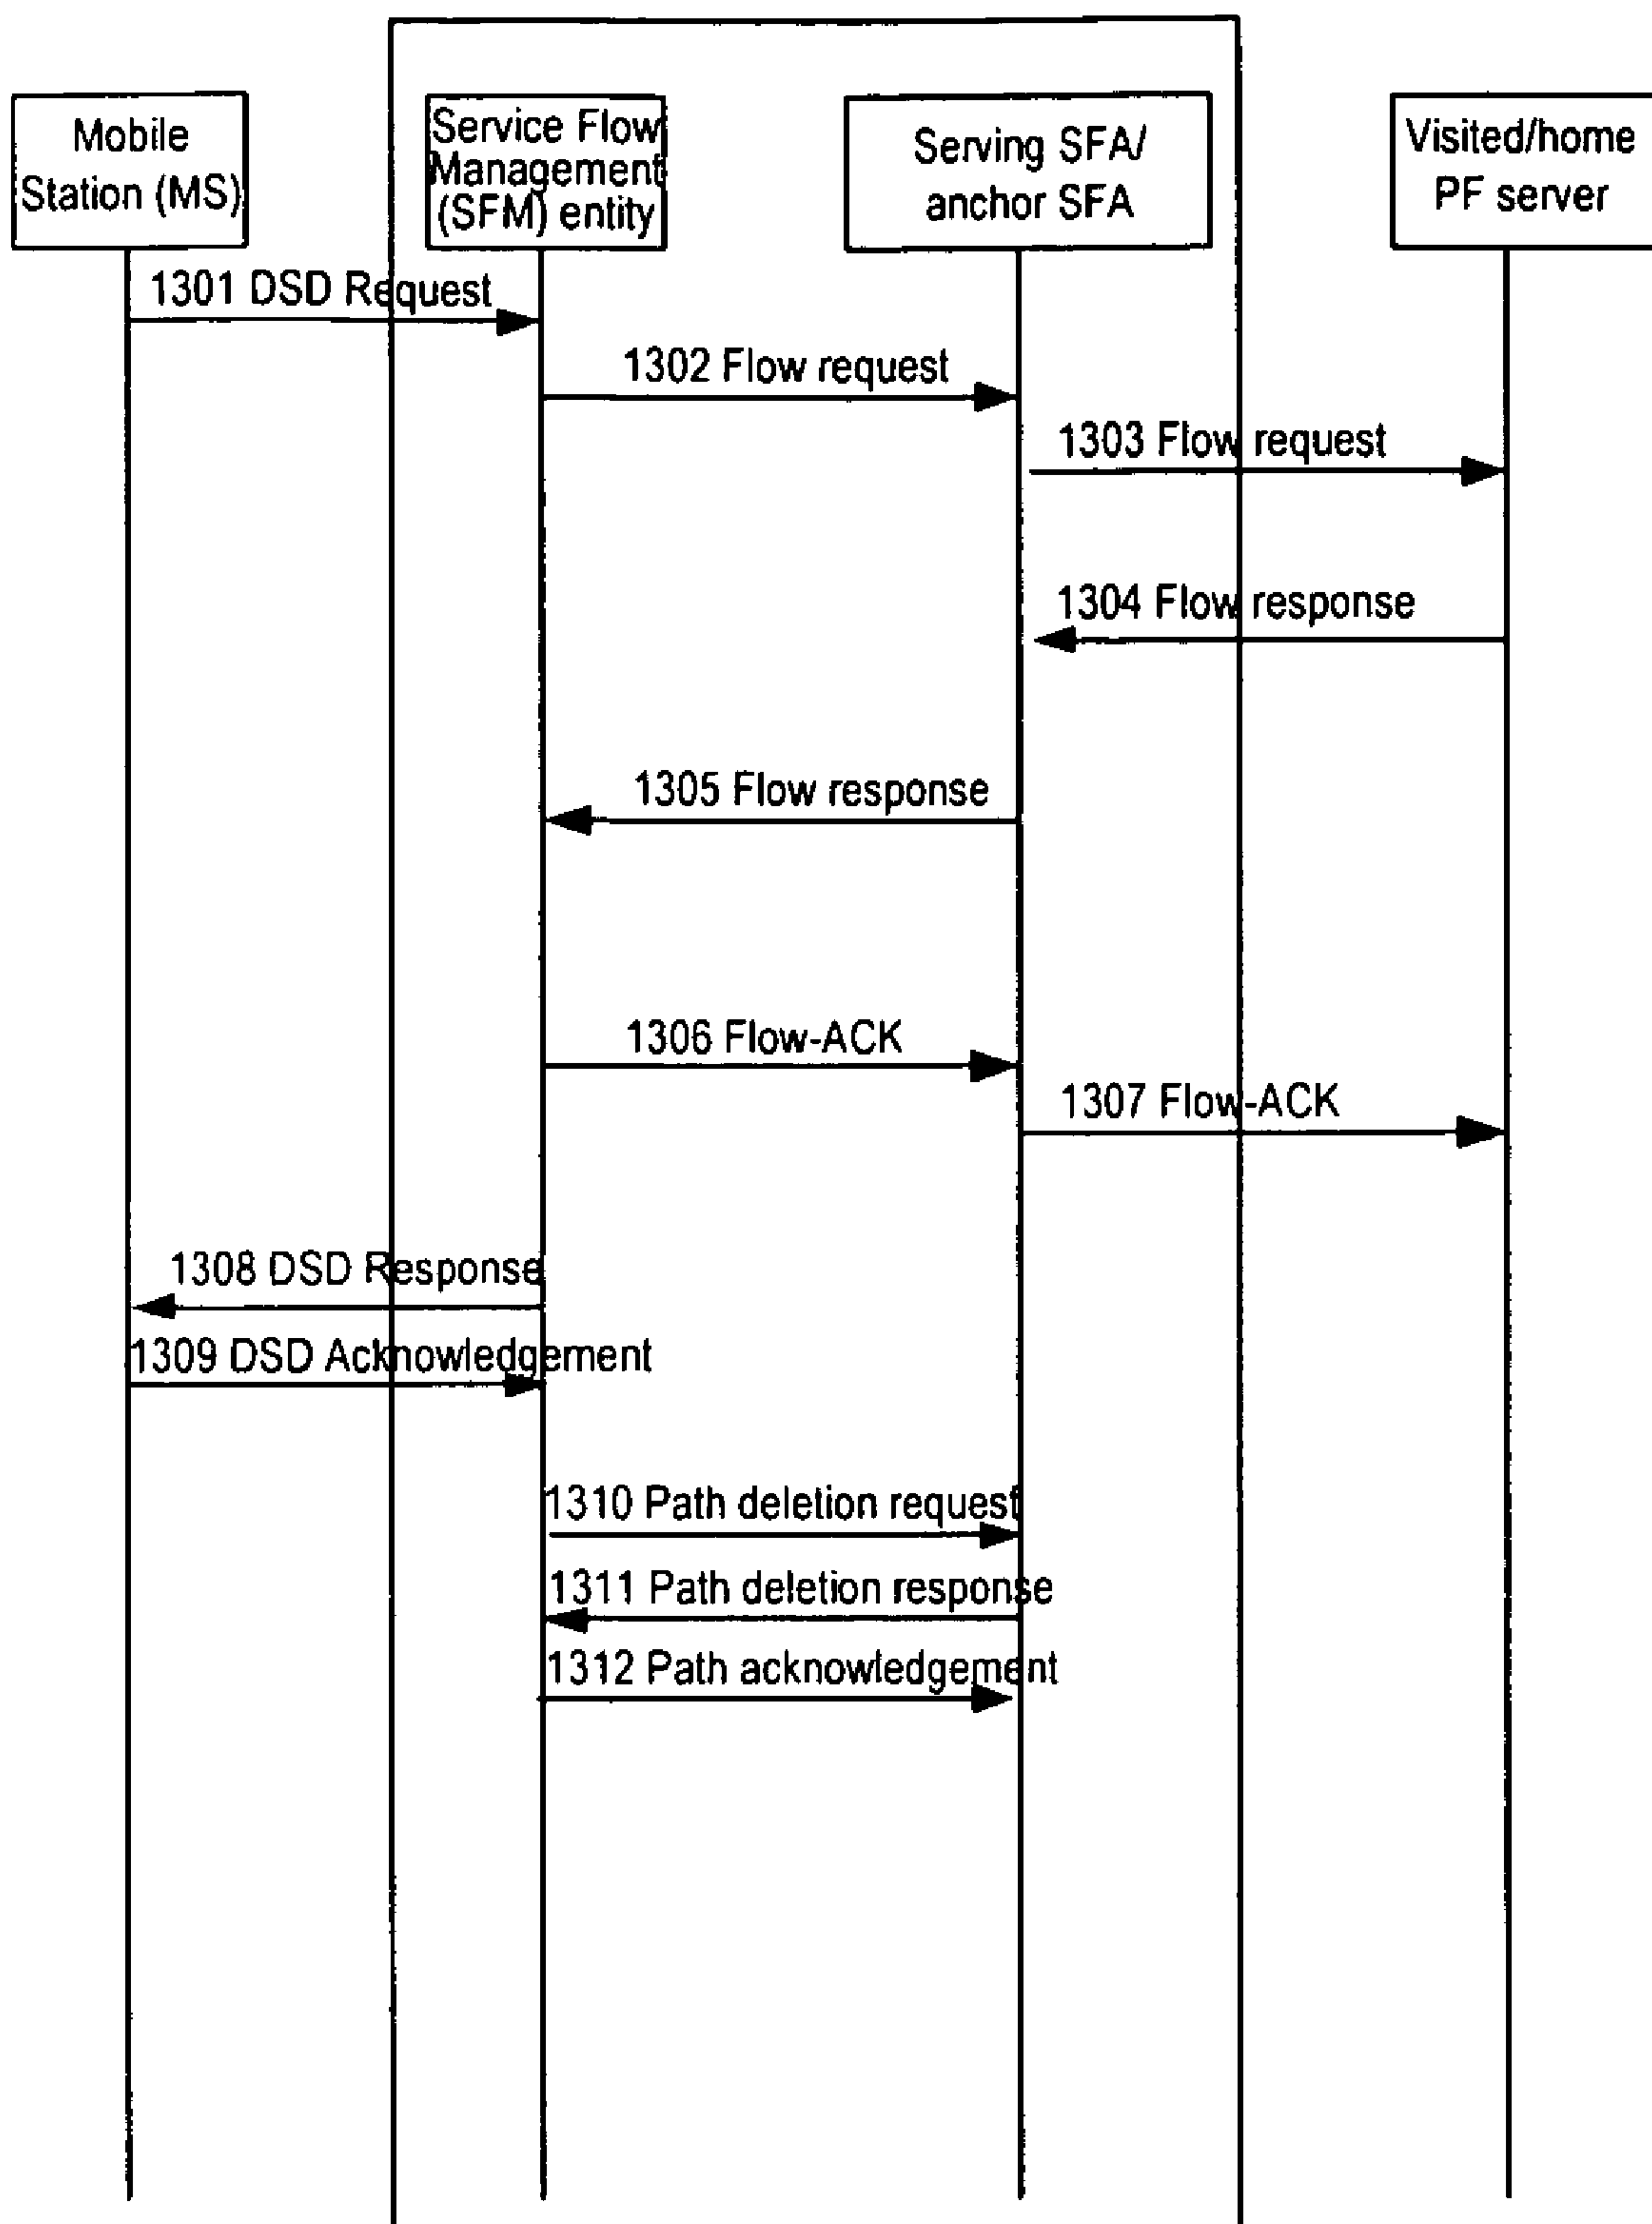 Mobile
Station (MS)
Service Flow
Management
(SFM) entity
Serving SFA/
anchor SFA
Visited/home
PF server
1301 DSD Request
1302 Flow request
1303 Flow request
1304 Flow response
1305 Flow response
1306 Flow-ACK
1307 Flow-ACK
1308 DSD Response
1309 DSD Acknowledgement
1310 Path deletion request
1311 Path deletion response
1312 Path acknowledgement